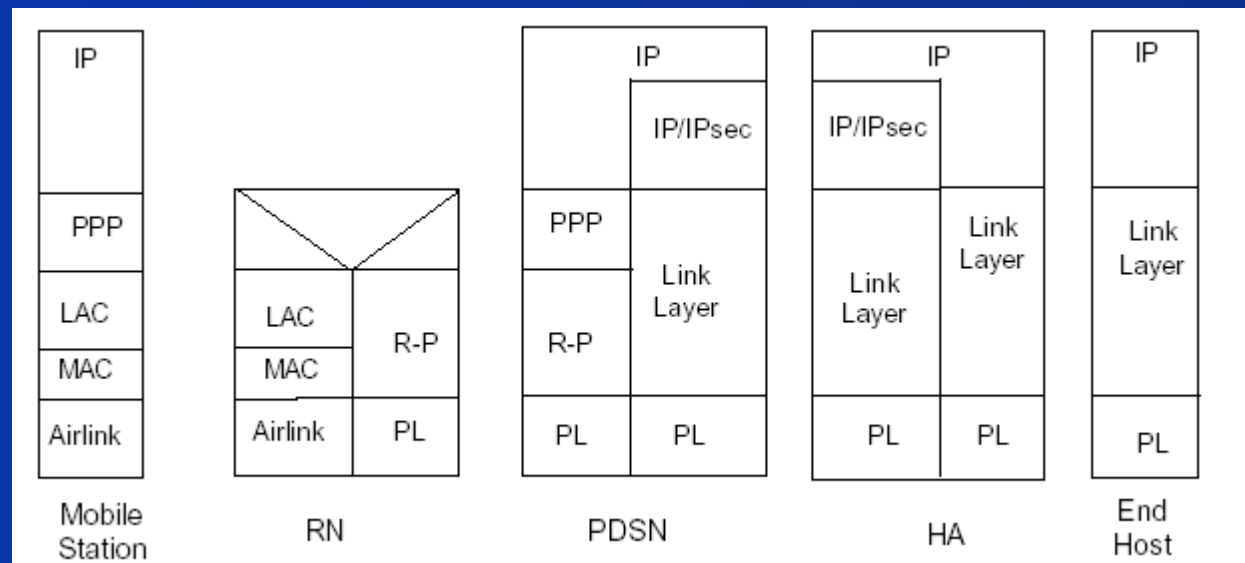 IP
PPP
LAC
MAC
Airlink
Mobile
Station
LAC
MAC
Airlink
R-P
PL
RN
IP
IP/IPsec
PPP
R-P
PL
Link
Layer
PL
PDSN
IP
IP/IPsec
Link
Layer
PL
Link
Layer
PL
HA
IP
Link
Layer
PL
End
Host